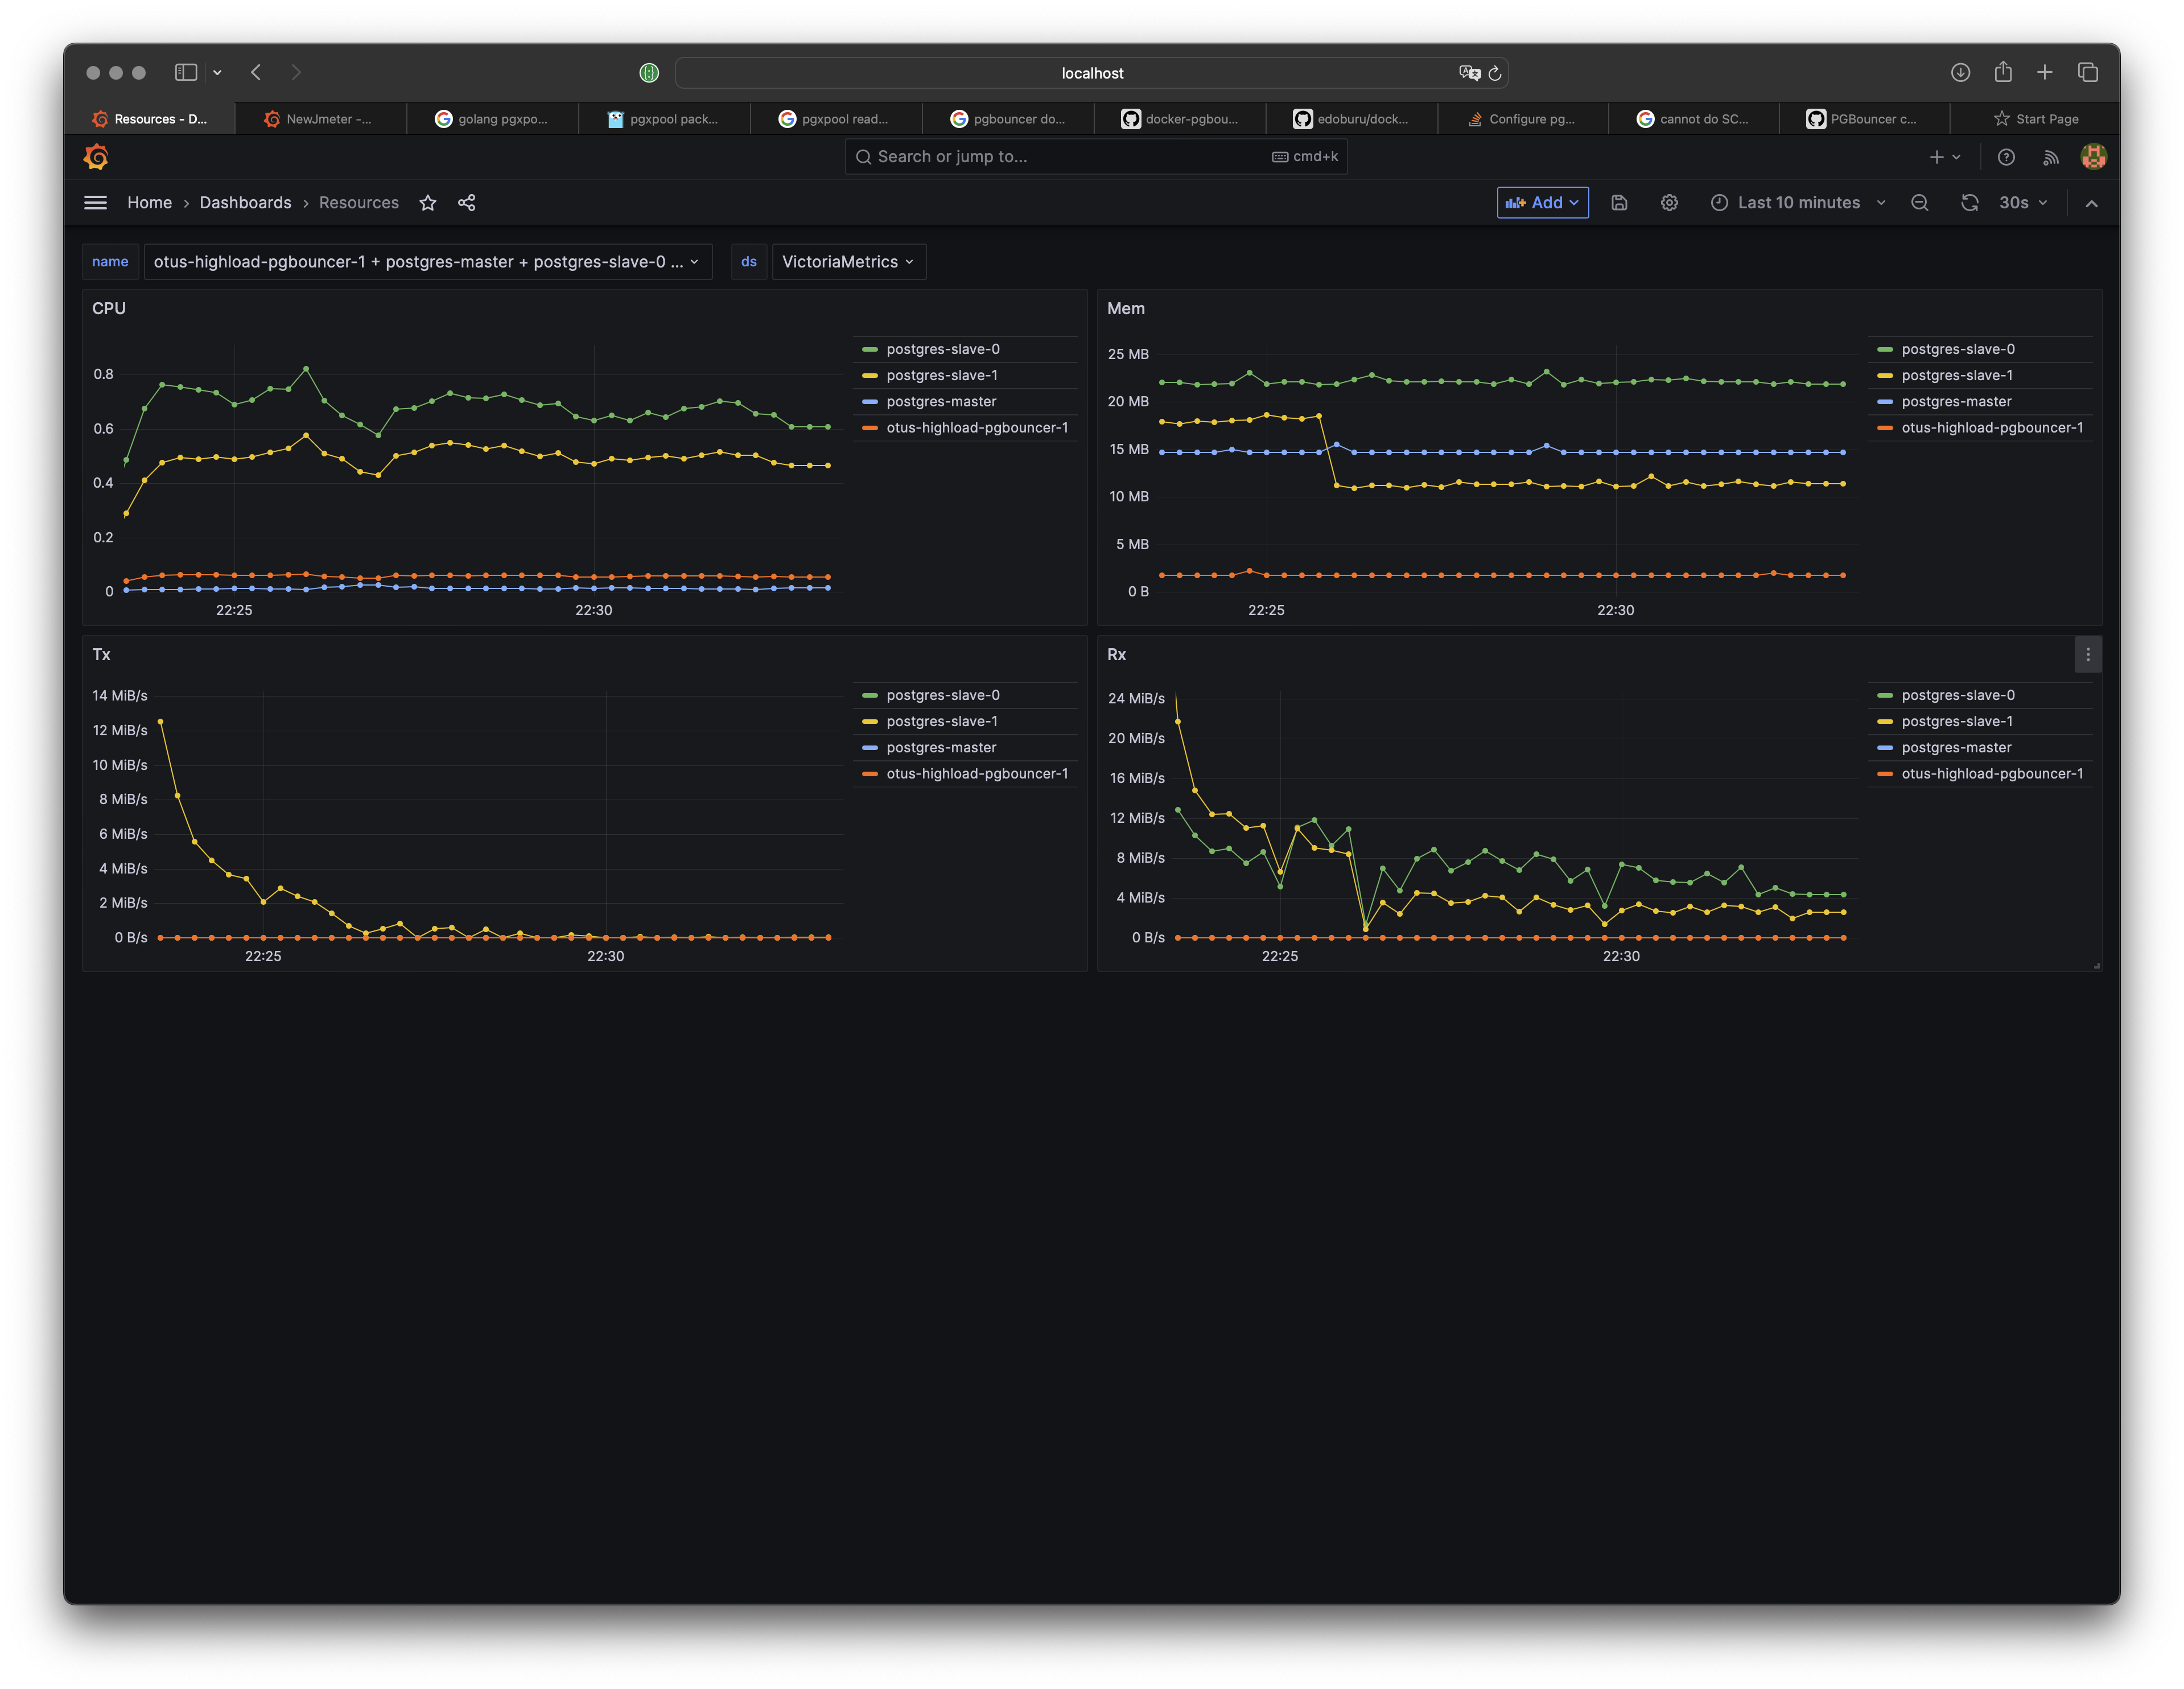 localhost
Resources - D...
NewJmeter -...
golang pgxpo...
pgxpool pack...
pgxpool read...
pgbouncer do...
docker-pgbou...
edoburu/dock...
Configure pg...
cannot do SC...
PGBouncer c...
Start Page
Search or jump to...
cmd+k
Home › Dashboards › Resources
Add
Last 10 minutes
30s
name
otus-highload-pgbouncer-1 + postgres-master + postgres-slave-0 ...
ds
VictoriaMetrics
CPU
0.8
0.6
0.4
0.2
0
22:25
22:30
postgres-slave-0
postgres-slave-1
postgres-master
otus-highload-pgbouncer-1
Mem
25 MB
20 MB
15 MB
10 MB
5 MB
0 B
22:25
22:30
postgres-slave-0
postgres-slave-1
postgres-master
otus-highload-pgbouncer-1
Tx
14 MiB/s
12 MiB/s
10 MiB/s
8 MiB/s
6 MiB/s
4 MiB/s
2 MiB/s
0 B/s
22:25
22:30
postgres-slave-0
postgres-slave-1
postgres-master
otus-highload-pgbouncer-1
Rx
24 MiB/s
20 MiB/s
16 MiB/s
12 MiB/s
8 MiB/s
4 MiB/s
0 B/s
22:25
22:30
postgres-slave-0
postgres-slave-1
postgres-master
otus-highload-pgbouncer-1